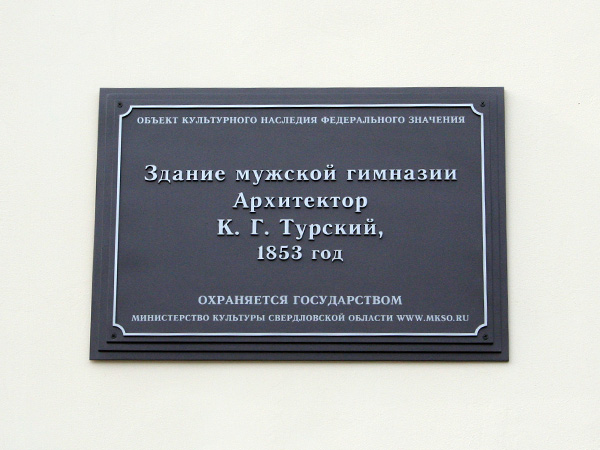 ОБЪЕКТ КУЛЬТУРНОГО НАСЛЕДИЯ ФЕДЕРАЛЬНОГО ЗНАЧЕНИЯ
Здание мужской гимназии
Архитектор
К. Г. Турский,
1853 год
ОХРАНЯЕТСЯ ГОСУДАРСТВОМ
МИНИСТЕРСТВО КУЛЬТУРЫ СВЕРДЛОВСКОЙ ОБЛАСТИ WWW.MKSO.RU